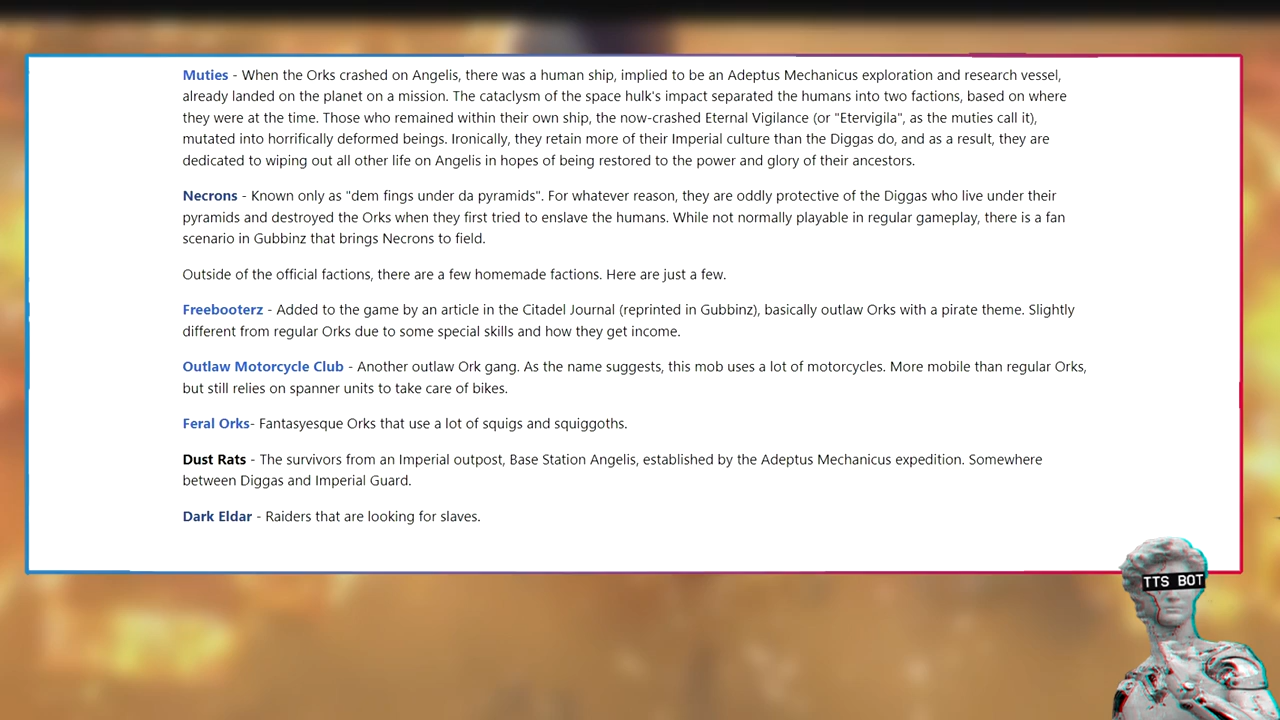 Muties - When the Orks crashed on Angelis, there was a human ship, implied to be an Adeptus Mechanicus exploration and research vessel,
already landed on the planet on a mission. The cataclysm of the space hulk's impact separated the humans into two factions, based on where
they were at the time. Those who remained within their own ship, the now-crashed Eternal Vigilance (or "Etervigila", as the muties call it),
mutated into horrifically deformed beings. Ironically, they retain more of their Imperial culture than the Diggas do, and as a result, they are
dedicated to wiping out all other life on Angelis in hopes of being restored to the power and glory of their ancestors.
Necrons - Known only as "dem fings under da pyramids". For whatever reason, they are oddly protective of the Diggas who live under their
pyramids and destroyed the Orks when they first tried to enslave the humans. While not normally playable in regular gameplay, there is a fan
scenario in Gubbinz that brings Necrons to field.
Outside of the official factions, there are a few homemade factions. Here are just a few.
Freebooterz - Added to the game by an article in the Citadel Journal (reprinted in Gubbinz), basically outlaw Orks with a pirate theme. Slightly
different from regular Orks due to some special skills and how they get income.
Outlaw Motorcycle Club - Another outlaw Ork gang. As the name suggests, this mob uses a lot of motorcycles. More mobile than regular Orks,
but still relies on spanner units to take care of bikes.
Feral Orks- Fantasyesque Orks that use a lot of squigs and squiggoths.
Dust Rats - The survivors from an Imperial outpost, Base Station Angelis, established by the Adeptus Mechanicus expedition. Somewhere
between Diggas and Imperial Guard.
Dark Eldar - Raiders that are looking for slaves.
TTS BOT